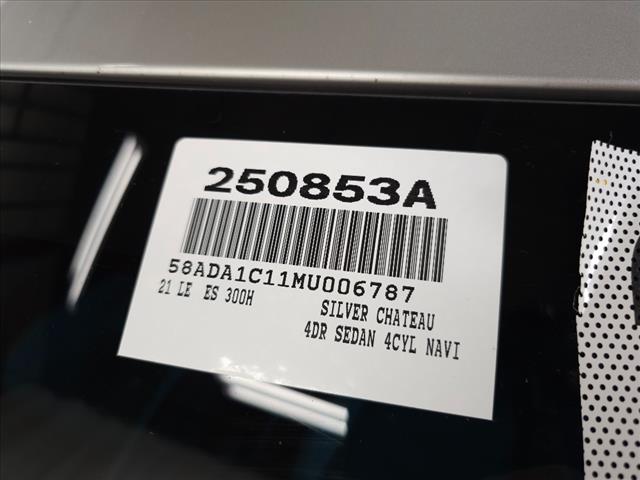 250853A
58ADA1C11MU006787
21 LE ES 300H SILVER CHATEAU
4DR SEDAN 4CYL NAVI